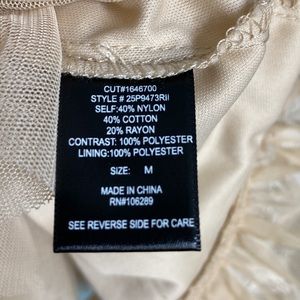 CUT#1646700
STYLE # 25P9473RII
SELF:40% NYLON
40% COTTON
20% RAYON
CONTRAST: 100% POLYESTER
LINING:100% POLYESTER
SIZE: M
MADE IN CHINA
RN#106289
SEE REVERSE SIDE FOR CARE